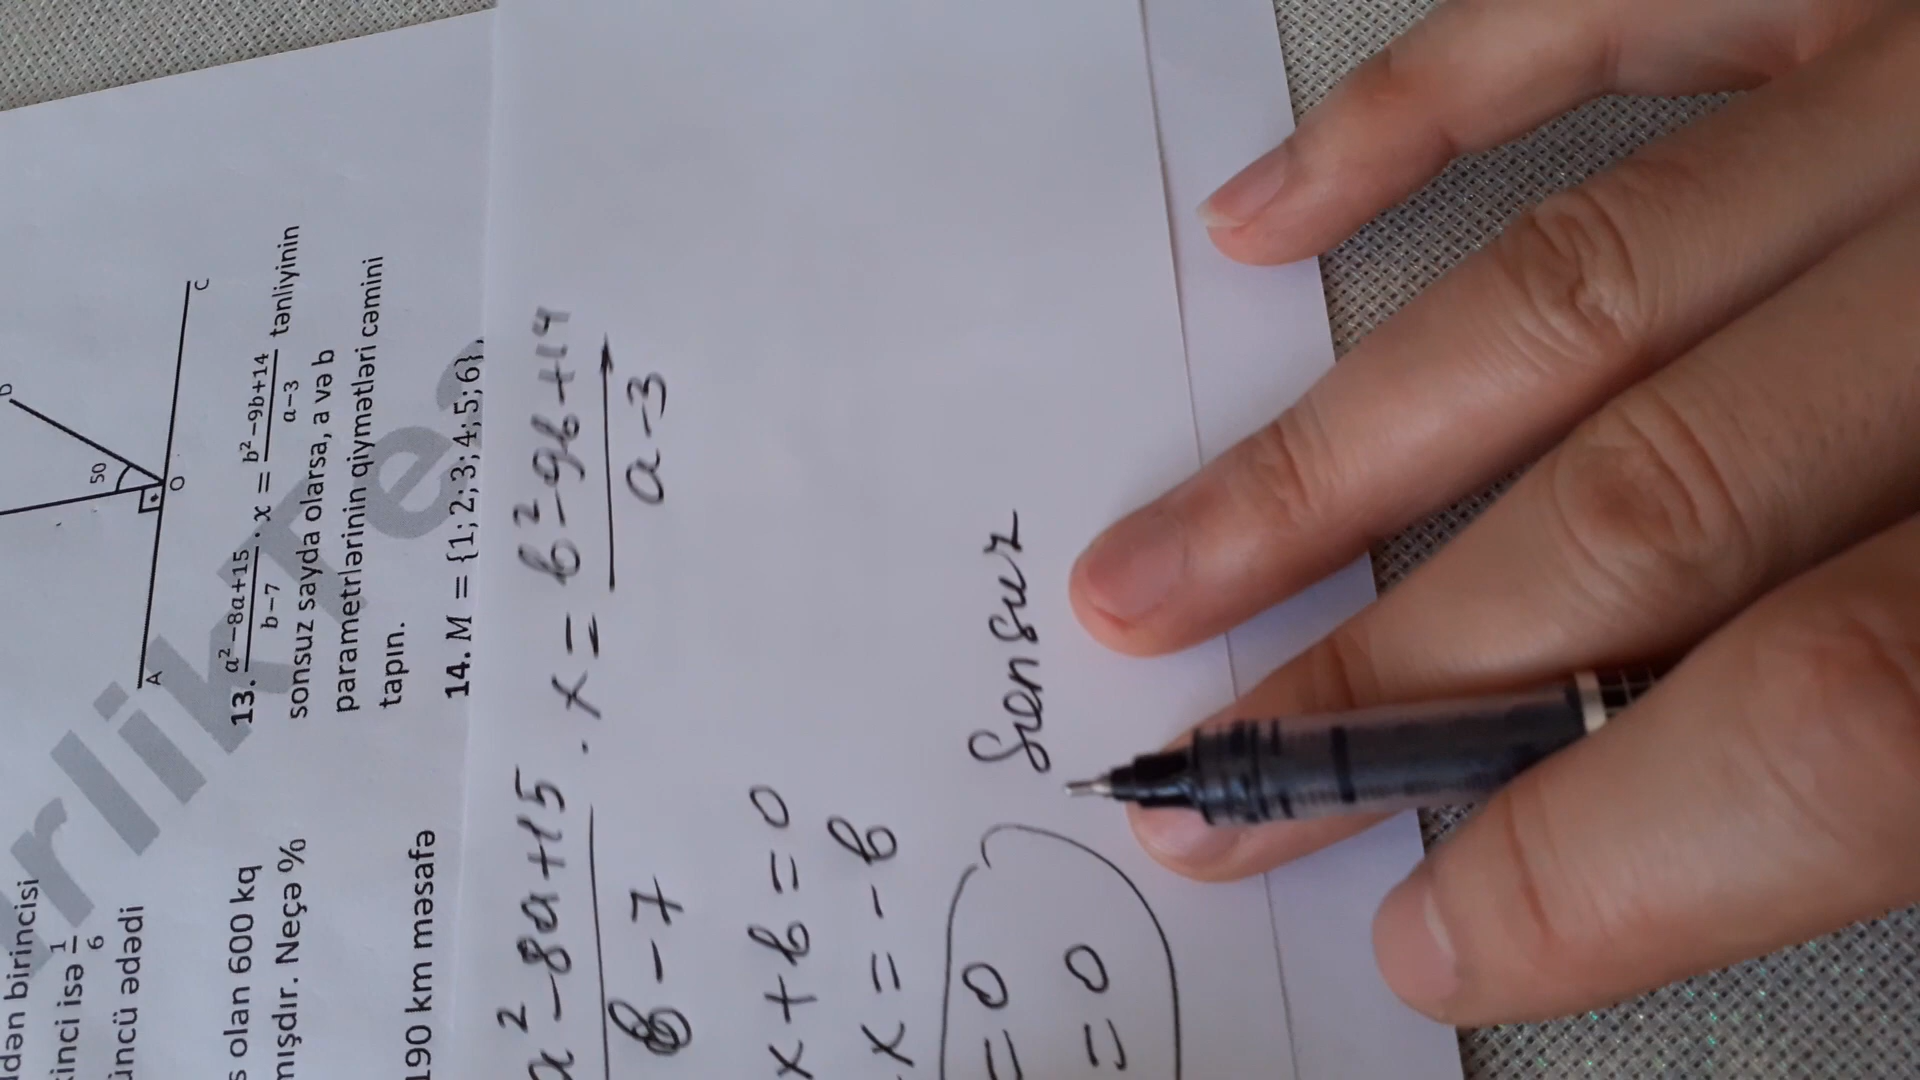 dən birincisi
inci isə 1/6
üncü ədədi
s olan 600 kq
mışdır. Neçə %
190 km məsafə
D
50
A
O
C
13. (a²−8a+15)/(b−7) · x = (b²−9b+14)/(a−3) tənliyinin
sonsuz sayda olarsa, a və b
parametrlərinin qiymətləri cəmini
tapın.
14. M = {1; 2; 3; 4; 5; 6},
a²−8a+15/b−7 · x = b²−9b+14/a−3
x+b=0
x=−b
=0
=0
sonsuz